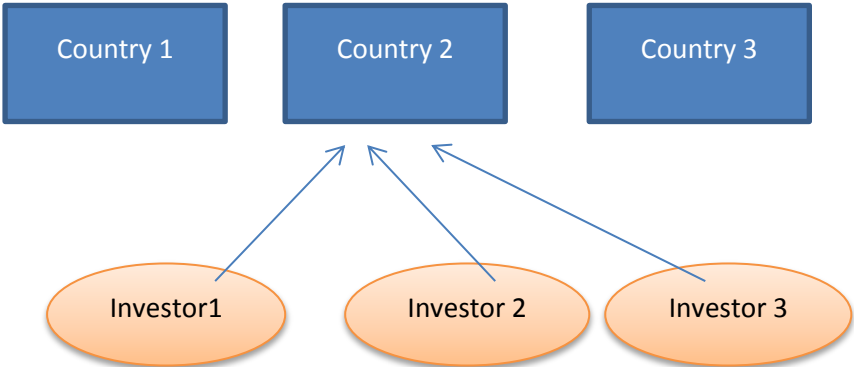 Country 1
Country 2
Country 3
Investor1
Investor 2
Investor 3